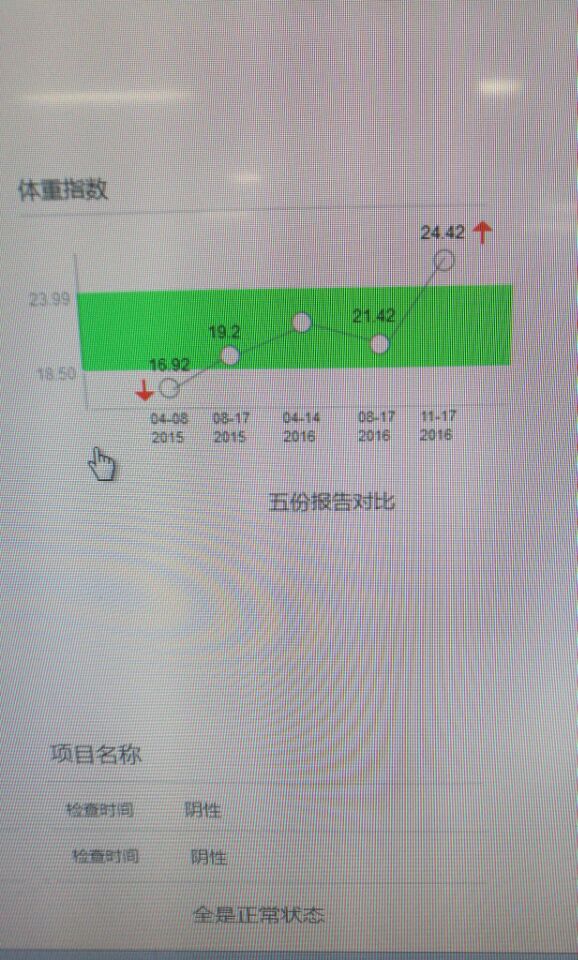 体重指数
24.42
23.99
21.42
19.2
18.50
16.92
04-08 08-17 04-14 08-17 11-17
2015 2015 2016 2016 2016
五份报告对比
项目名称
检查时间 阴性
检查时间 阴性
全是正常状态